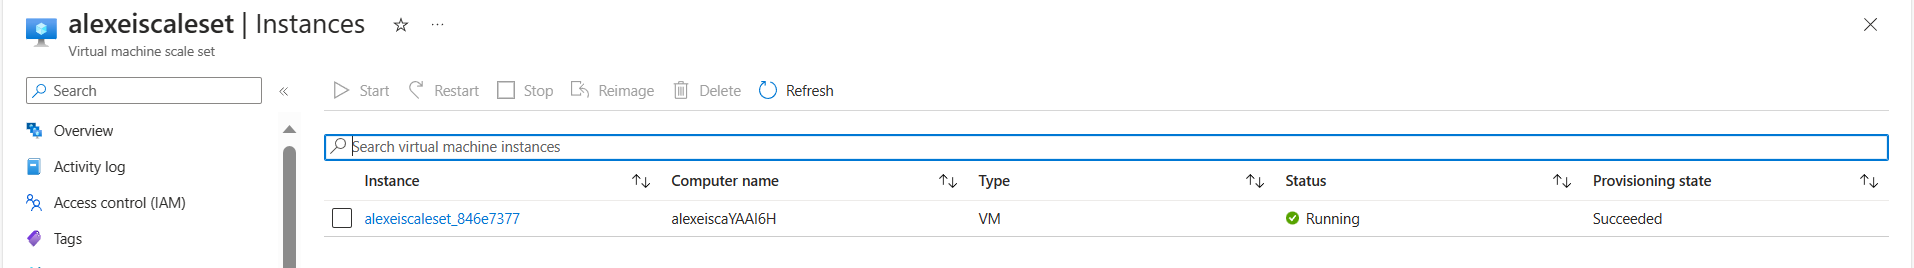 alexeiscaleset | Instances
Virtual machine scale set
Search
Overview
Activity log
Access control (IAM)
Tags
Start Restart Stop Reimage Delete Refresh
Search virtual machine instances
Instance Computer name Type Status Provisioning state
alexeiscaleset_846e7377 alexeiscaYAAI6H VM Running Succeeded